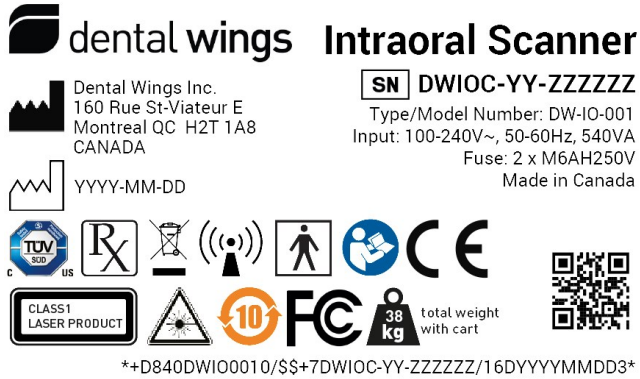 dental wings
Intraoral Scanner
Dental Wings Inc.
160 Rue St-Viateur E
Montreal QC H2T 1A8
CANADA
YYYY-MM-DD
SN DWIOC-YY-ZZZZZZ
Type/Model Number: DW-IO-001
Input: 100-240V~, 50-60Hz, 540VA
Fuse: 2 x M6AH250V
Made in Canada
TÜV
SÜD
C US
Rx
CE
CLASS1
LASER PRODUCT
10
FC
38
kg
total weight
with cart
*+D840DWIO0010/$$+7DWIOC-YY-ZZZZZZ/16DYYYYMMDD3*